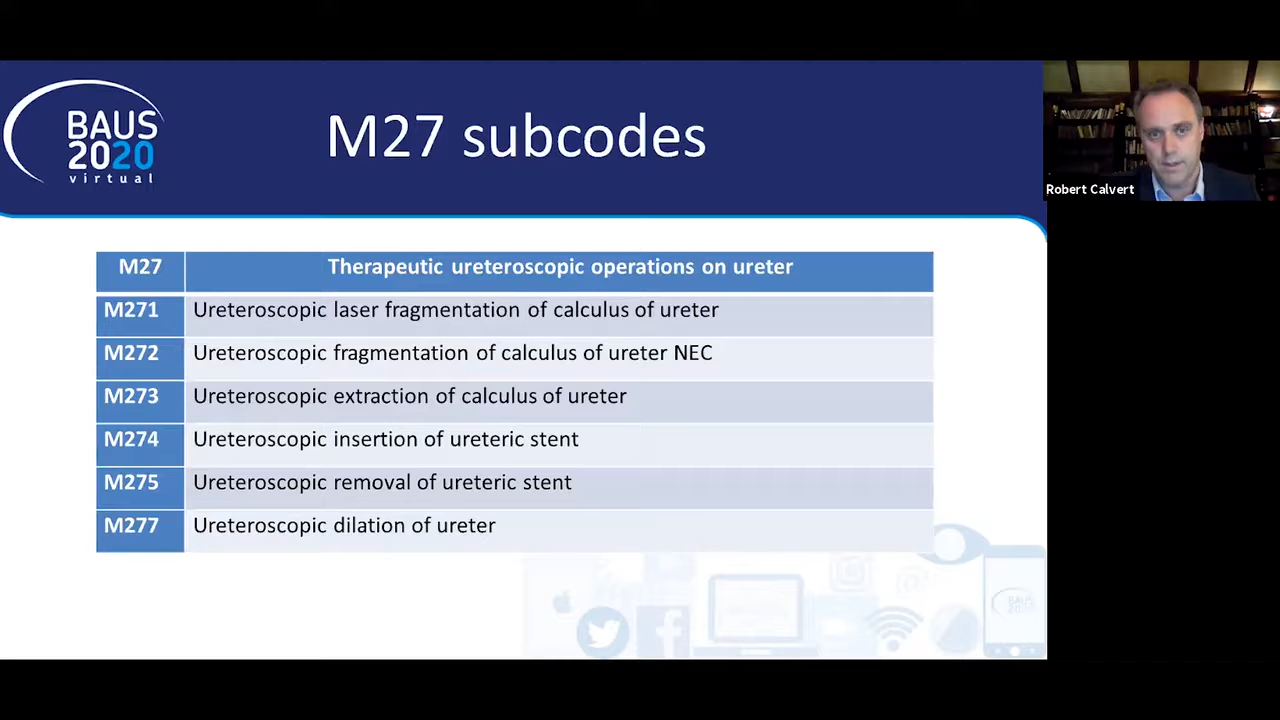 BAUS
2020
virtual
M27 subcodes
Robert Calvert
M27 Therapeutic ureteroscopic operations on ureter
M271 Ureteroscopic laser fragmentation of calculus of ureter
M272 Ureteroscopic fragmentation of calculus of ureter NEC
M273 Ureteroscopic extraction of calculus of ureter
M274 Ureteroscopic insertion of ureteric stent
M275 Ureteroscopic removal of ureteric stent
M277 Ureteroscopic dilation of ureter
BAUS
2020